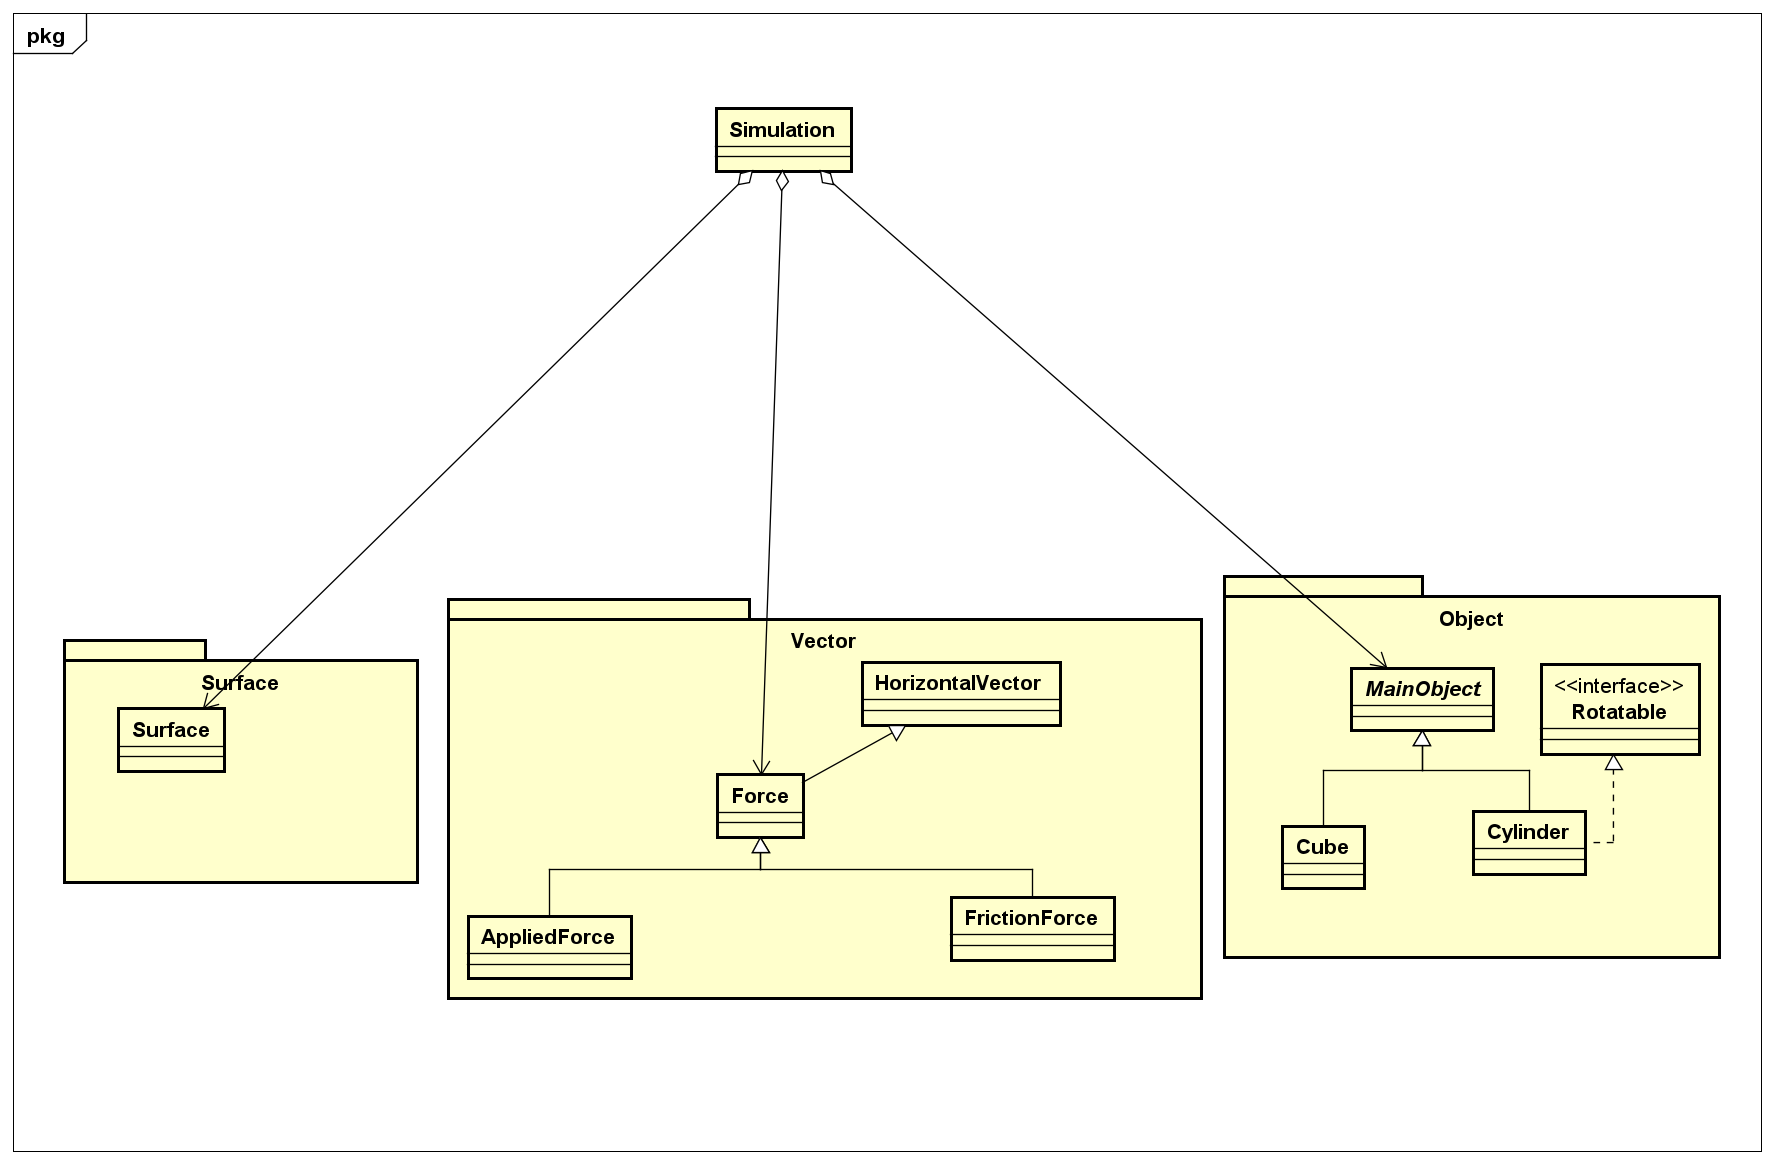 pkg
Simulation
Surface
Surface
Vector
HorizontalVector
Force
AppliedForce
FrictionForce
Object
MainObject
<<interface>>
Rotatable
Cube
Cylinder